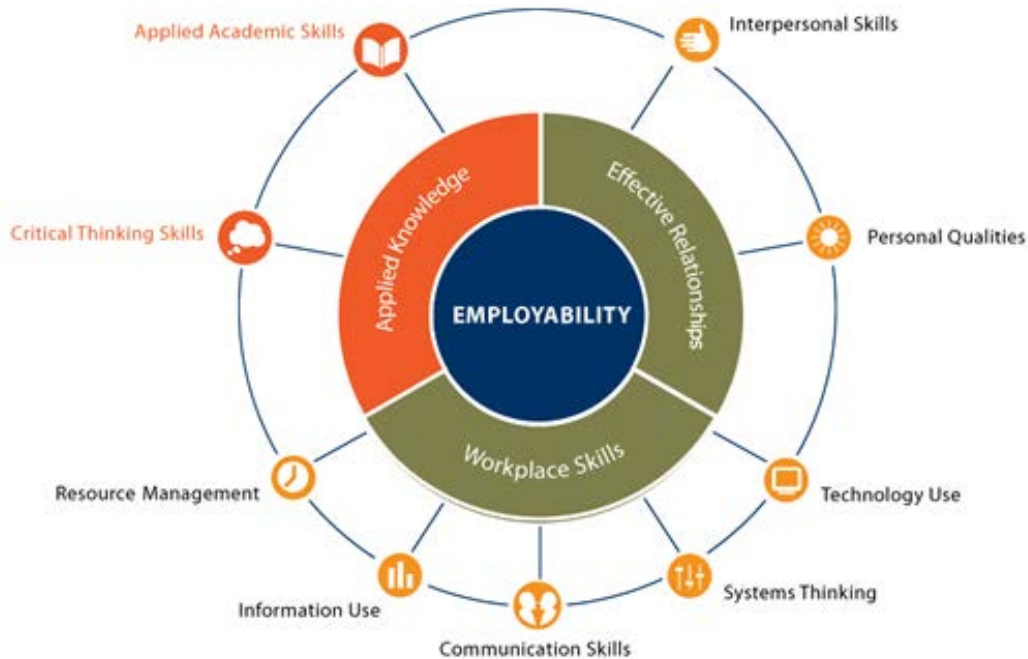 Applied Academic Skills
Interpersonal Skills
Critical Thinking Skills
Personal Qualities
Applied Knowledge
Effective Relationships
EMPLOYABILITY
Workplace Skills
Resource Management
Technology Use
Information Use
Systems Thinking
Communication Skills